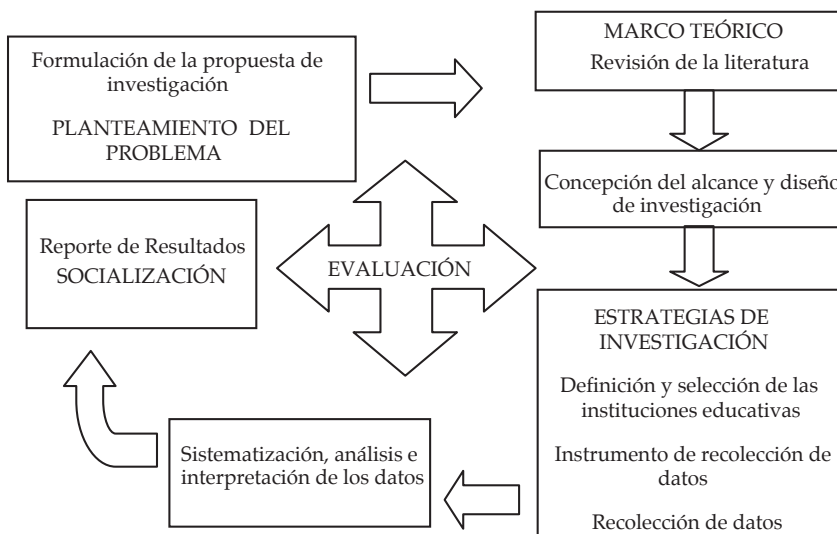 Formulación de la propuesta de
investigación
PLANTEAMIENTO DEL
PROBLEMA
MARCO TEÓRICO
Revisión de la literatura
Concepción del alcance y diseño
de investigación
Reporte de Resultados
SOCIALIZACIÓN
EVALUACIÓN
ESTRATEGIAS DE
INVESTIGACIÓN
Definición y selección de las
instituciones educativas
Instrumento de recolección de
datos
Recolección de datos
Sistematización, análisis e
interpretación de los datos